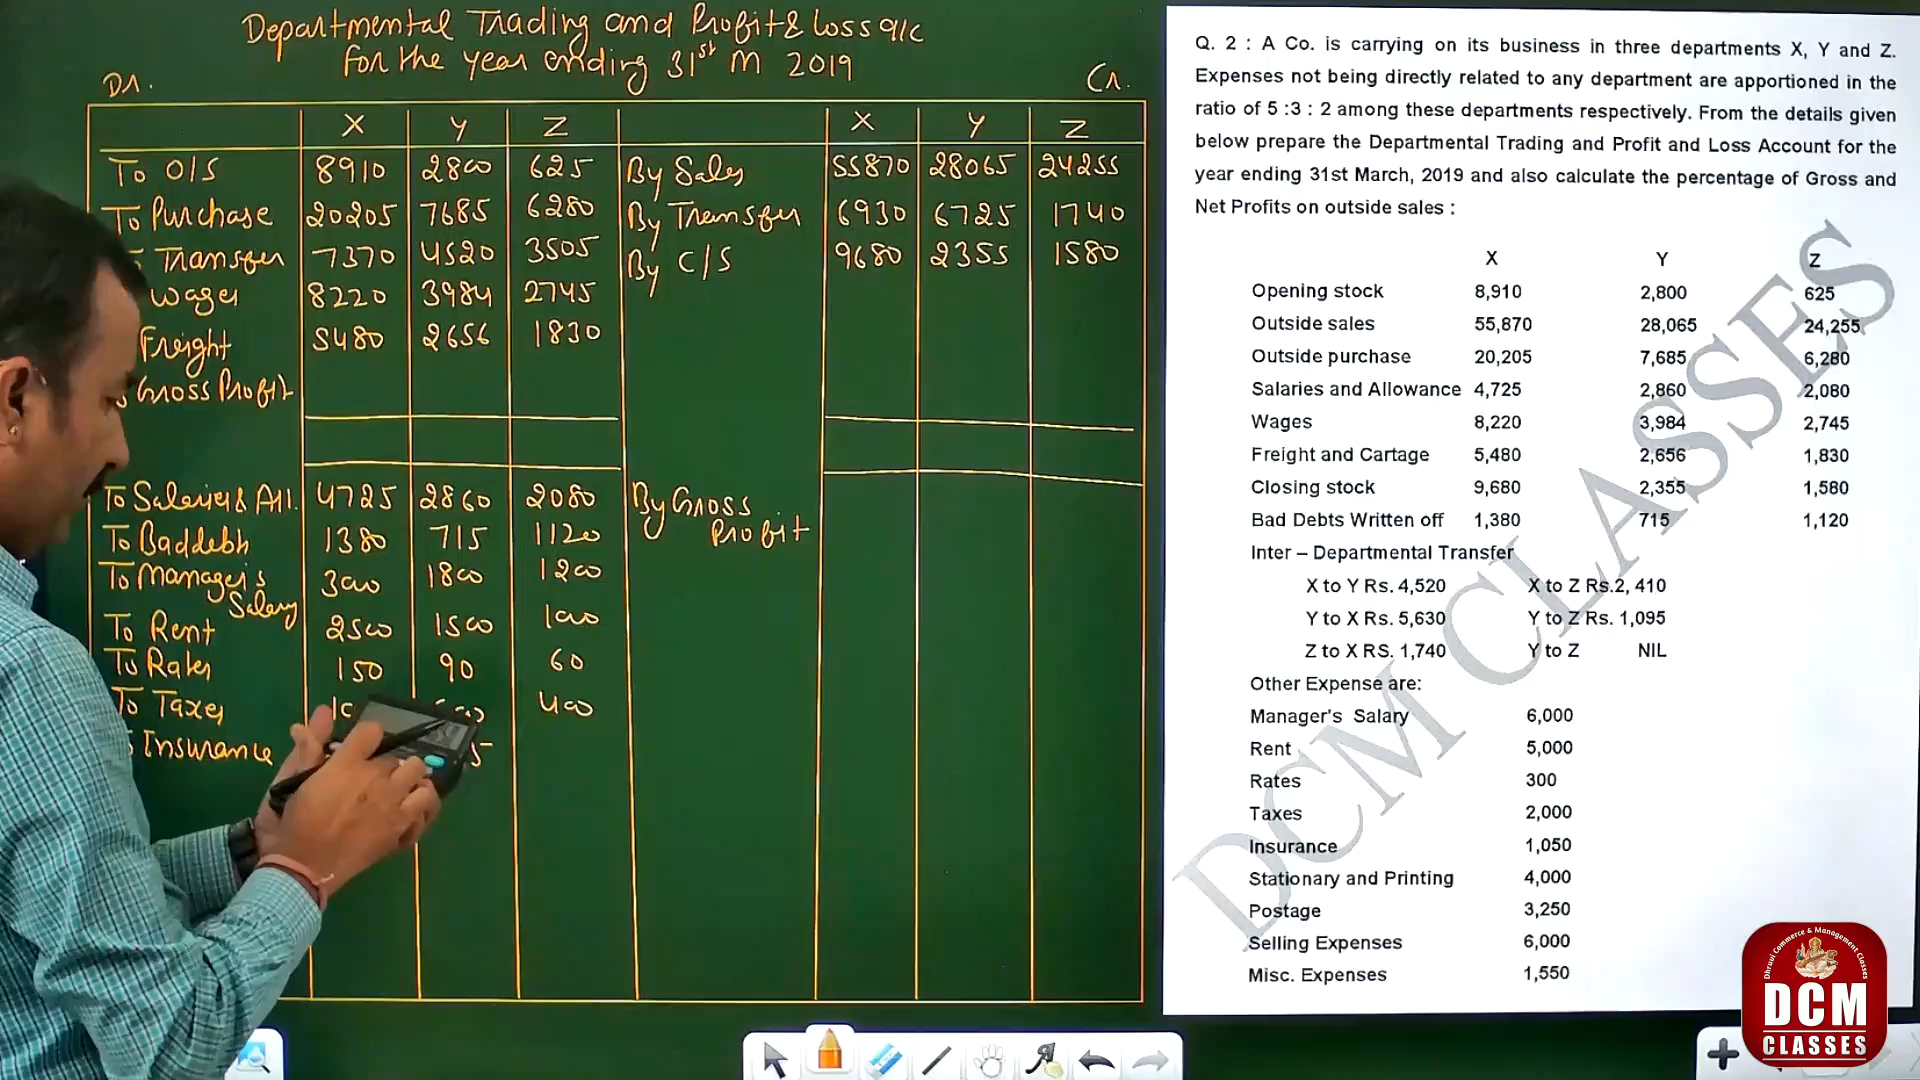 Departmental Trading and Profit & Loss a/c
for the year ending 31st M 2019
Dr.
Cr.
X Y Z X Y Z
To O/S 8910 2800 625 By Sales 55870 28065 24255
To Purchase 20205 7685 6280 By Transfer 6930 6725 1740
Transfer 7370 4520 3505 By C/S 9680 2355 1580
Wages 8220 3984 2745
Freight 5480 2656 1830
Gross Profit
To Salaries & All. 4725 2860 2080 By Gross
Profit
To Baddebts 1380 715 1120
To Manager's 3000 1800 1200
Salary
To Rent 2500 1500 1000
To Rates 150 90 60
To Taxes 400
Insurance
Q. 2 : A Co. is carrying on its business in three departments X, Y and Z.
Expenses not being directly related to any department are apportioned in the
ratio of 5 :3 : 2 among these departments respectively. From the details given
below prepare the Departmental Trading and Profit and Loss Account for the
year ending 31st March, 2019 and also calculate the percentage of Gross and
Net Profits on outside sales :
X Y Z
Opening stock 8,910 2,800 625
Outside sales 55,870 28,065 24,255
Outside purchase 20,205 7,685 6,280
Salaries and Allowance 4,725 2,860 2,080
Wages 8,220 3,984 2,745
Freight and Cartage 5,480 2,656 1,830
Closing stock 9,680 2,355 1,580
Bad Debts Written off 1,380 715 1,120
Inter – Departmental Transfer
X to Y Rs. 4,520 X to Z Rs.2, 410
Y to X Rs. 5,630 Y to Z Rs. 1,095
Z to X RS. 1,740 Y to Z NIL
Other Expense are:
Manager's Salary 6,000
Rent 5,000
Rates 300
Taxes 2,000
Insurance 1,050
Stationary and Printing 4,000
Postage 3,250
Selling Expenses 6,000
Misc. Expenses 1,550
DCM CLASSES
Dhruvi Commerce & Management Classes
DCM
CLASSES